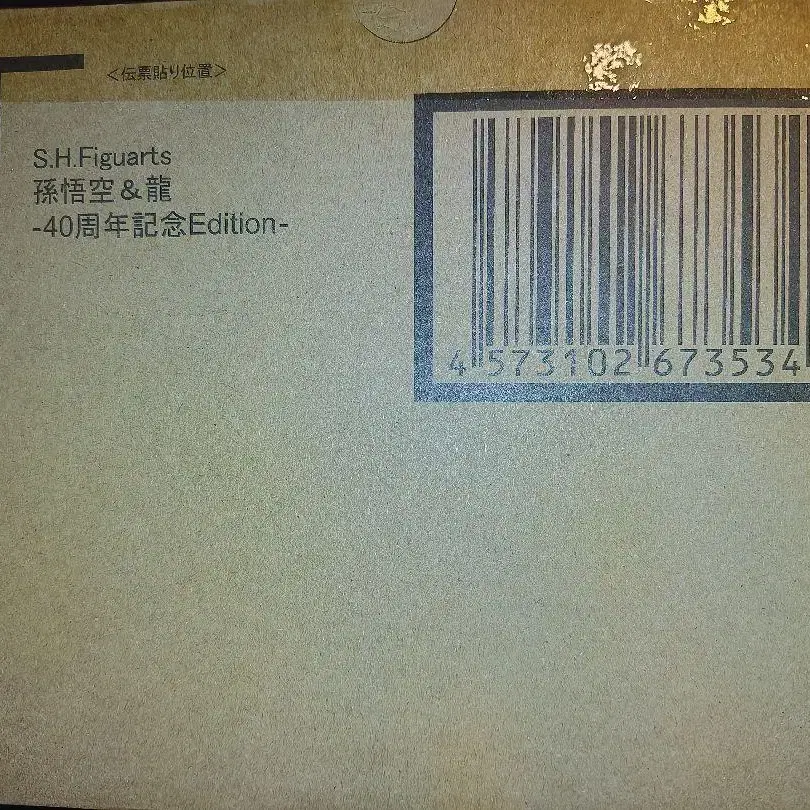 <伝票貼り位置>
S.H.Figuarts
孫悟空&龍
-40周年記念Edition-
4 573102 673534